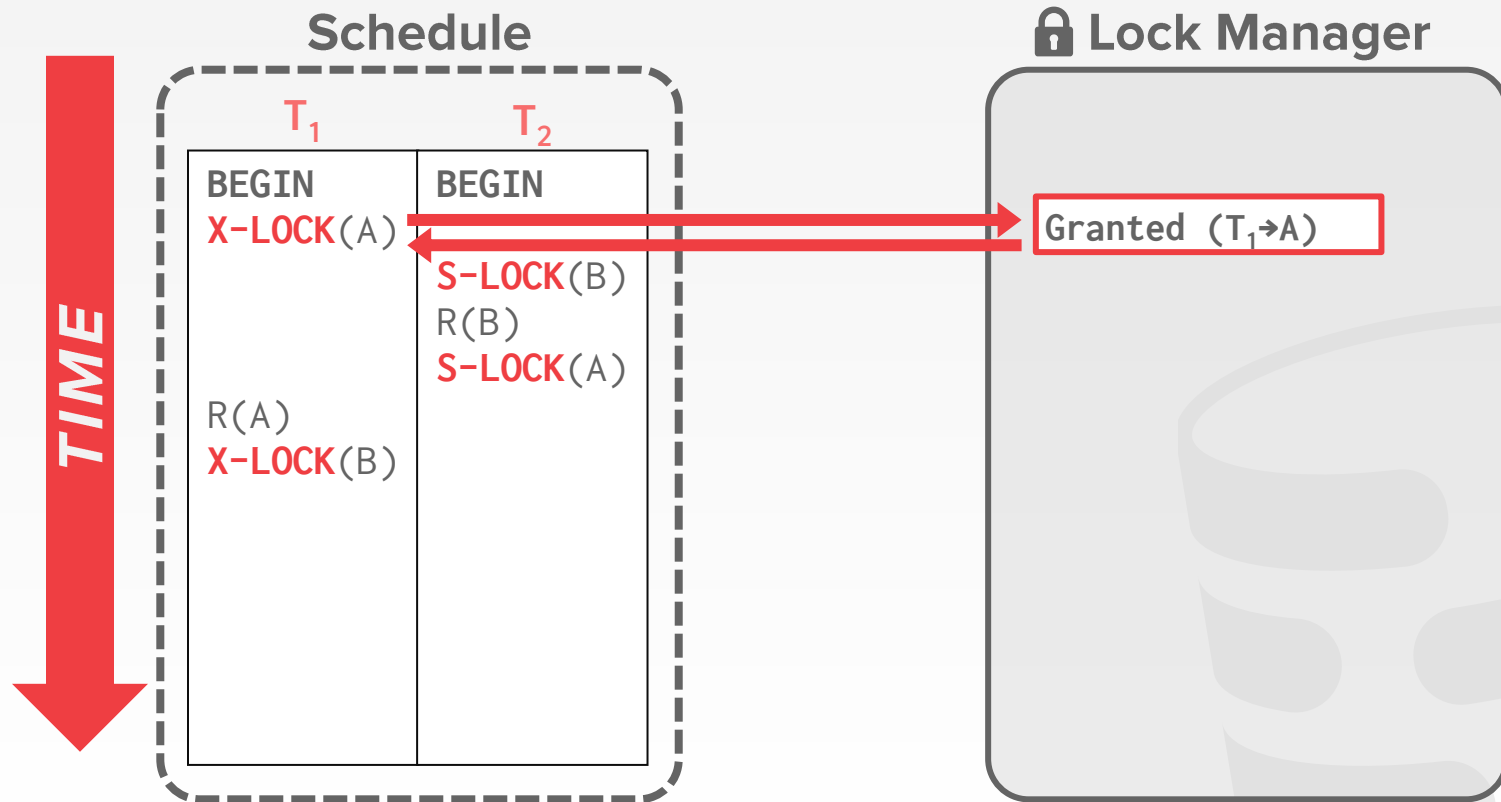 Schedule
Lock Manager
TIME
T₁ T₂
BEGIN BEGIN
X-LOCK(A)
Granted (T₁→A)
S-LOCK(B)
R(B)
S-LOCK(A)
R(A)
X-LOCK(B)